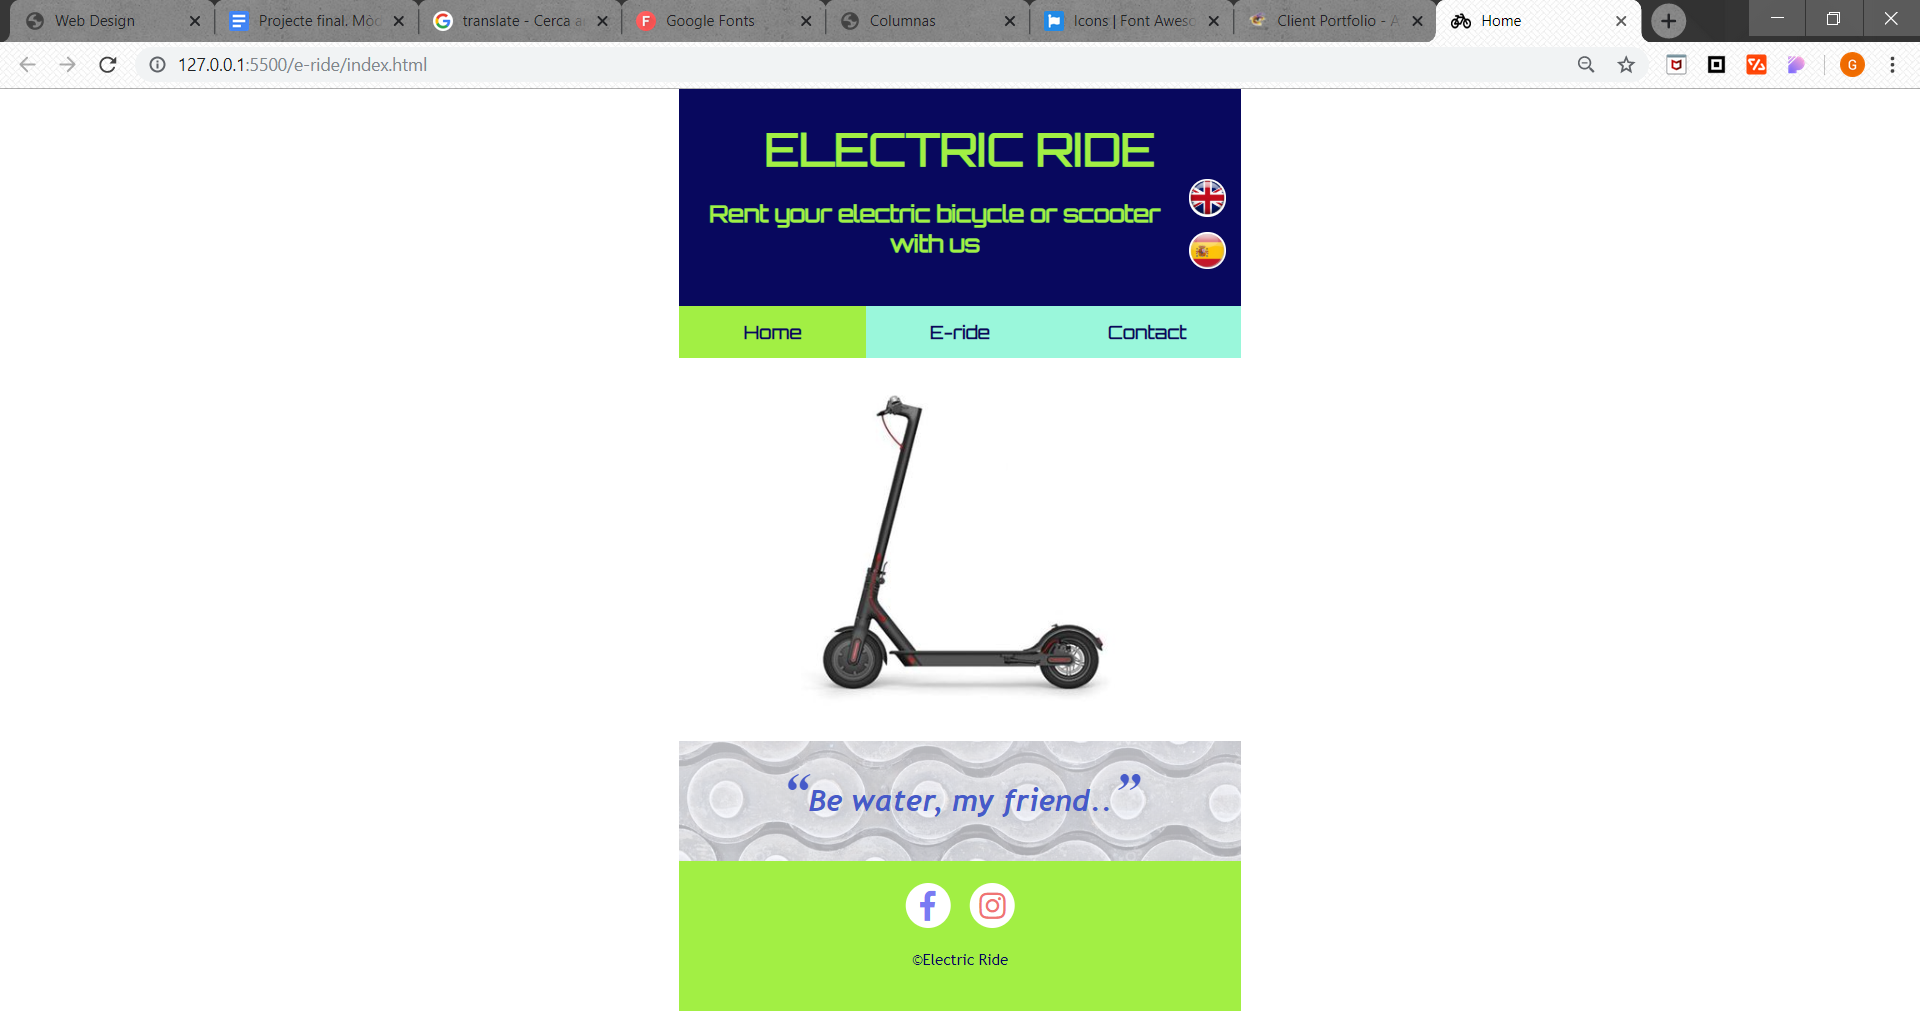 Web Design
Projecte final. Mòd
translate - Cerca a
Google Fonts
Columnas
Icons | Font Aweso
Client Portfolio - A
Home
127.0.0.1:5500/e-ride/index.html
G
ELECTRIC RIDE
Rent your electric bicycle or scooter
with us
Home
E-ride
Contact
“Be water, my friend..”
©Electric Ride